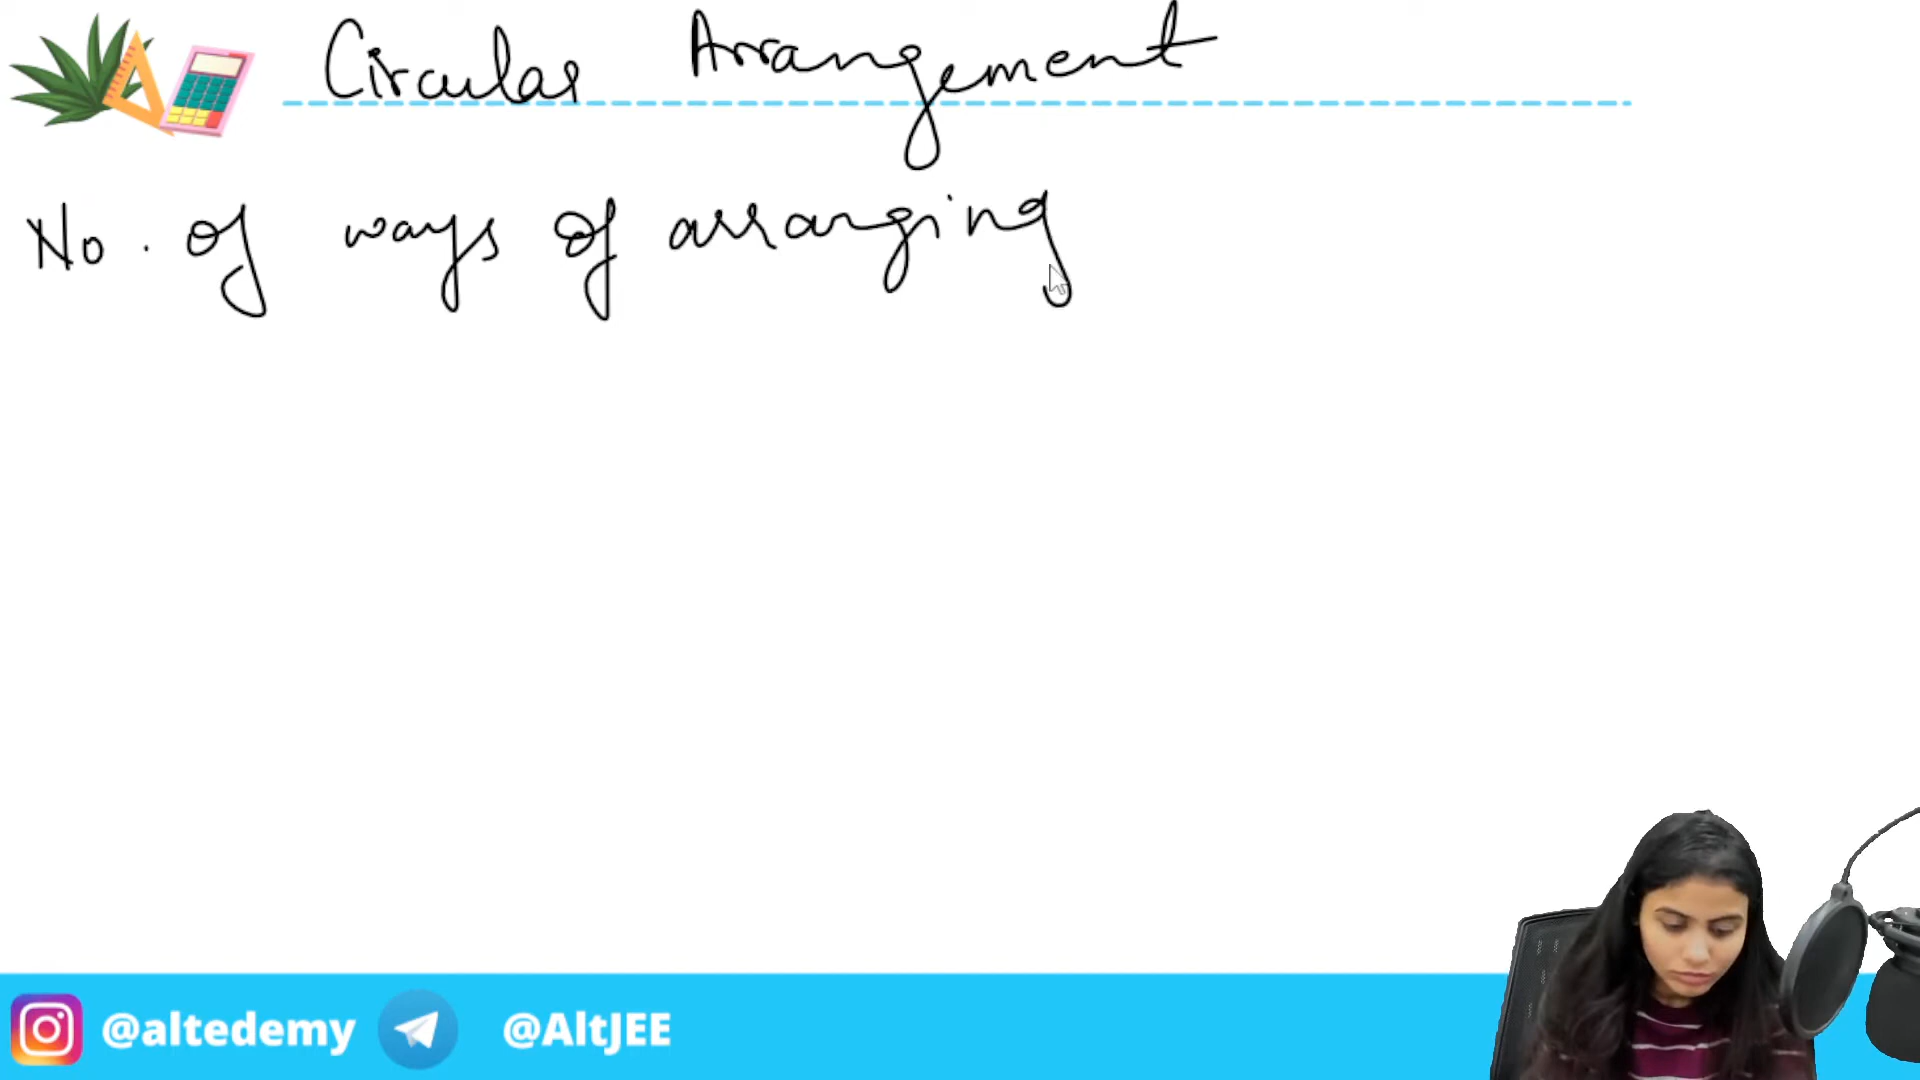 Circular Arrangement
No. of ways of arranging
@altedemy @AltJEE